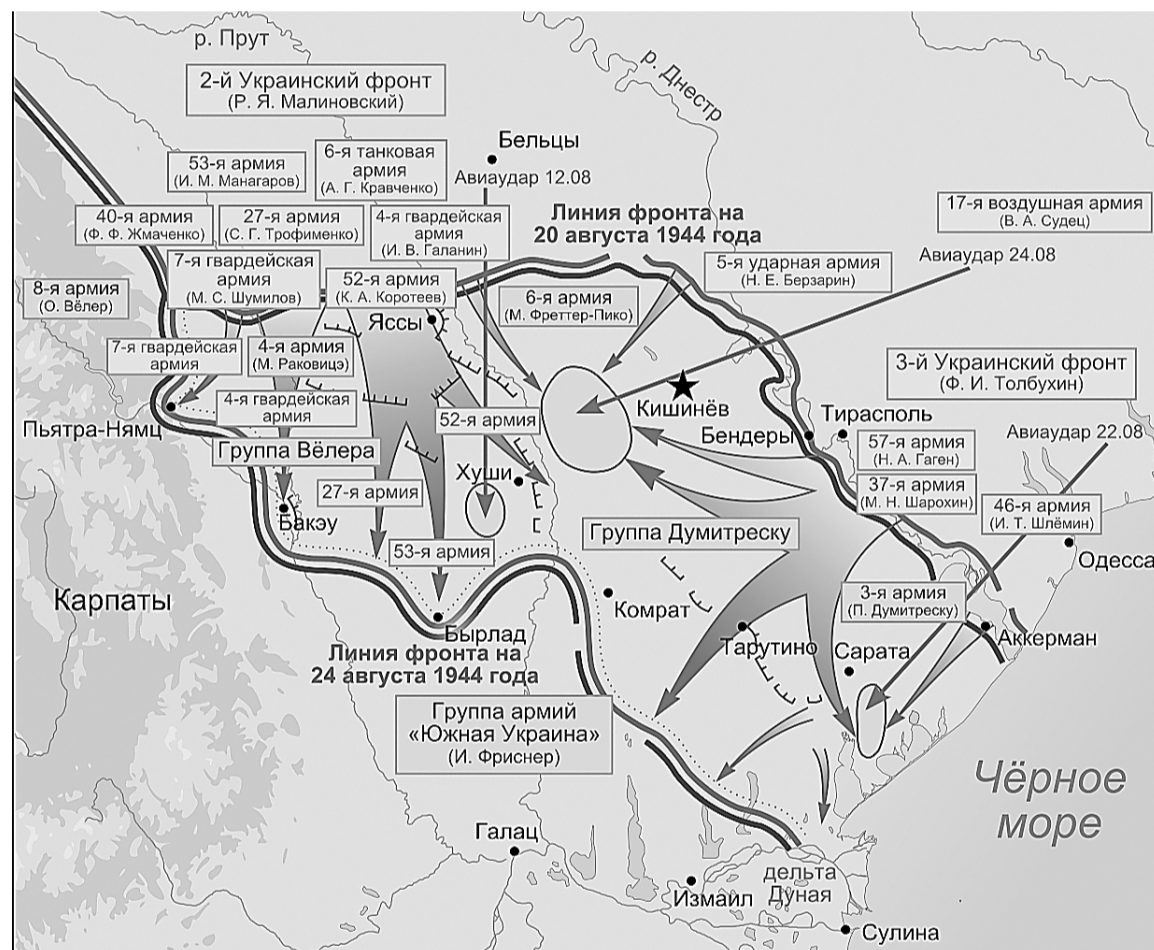 р. Прут
2-й Украинский фронт
(Р. Я. Малиновский)
р. Днестр
Бельцы
Авиаудар 12.08
6-я танковая
армия
(А. Г. Кравченко)
53-я армия
(И. М. Манагаров)
40-я армия
(Ф. Ф. Жмаченко)
27-я армия
(С. Г. Трофименко)
4-я гвардейская
армия
(И. В. Галанин)
Линия фронта на
20 августа 1944 года
17-я воздушная армия
(В. А. Судец)
Авиаудар 24.08
7-я гвардейская
армия
(М. С. Шумилов)
52-я армия
(К. А. Коротеев)
5-я ударная армия
(Н. Е. Берзарин)
8-я армия
(О. Вёлер)
6-я армия
(М. Фреттер-Пико)
Яссы
7-я гвардейская
армия
4-я армия
(М. Раковицэ)
3-й Украинский фронт
(Ф. И. Толбухин)
4-я гвардейская
армия
52-я армия
Кишинёв
Тирасполь
Пьятра-Нямц
Бендеры
Авиаудар 22.08
Группа Вёлера
57-я армия
(Н. А. Гаген)
Хуши
27-я армия
37-я армия
(М. Н. Шарохин)
46-я армия
(И. Т. Шлёмин)
Бакэу
Группа Думитреску
53-я армия
Одесса
Карпаты
Комрат
3-я армия
(П. Думитреску)
Бырлад
Аккерман
Тарутино
Сарата
Линия фронта на
24 августа 1944 года
Группа армий
«Южная Украина»
(И. Фриснер)
Чёрное
море
Галац
дельта
Дуная
Измаил
Сулина